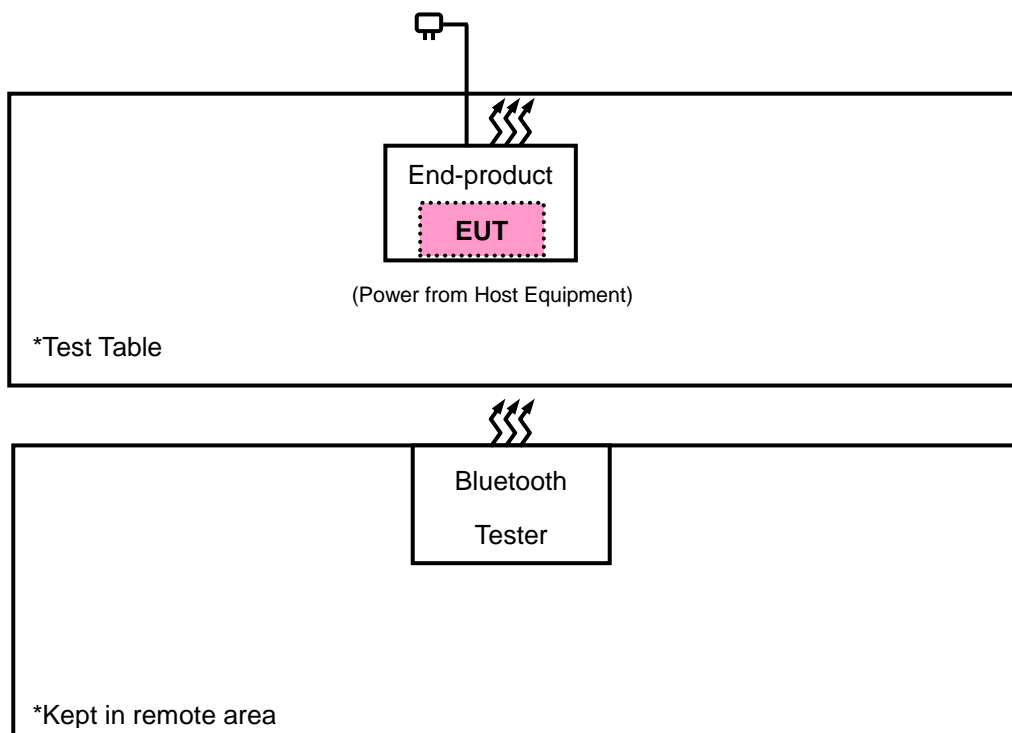 End-product
EUT
(Power from Host Equipment)
*Test Table
Bluetooth
Tester
*Kept in remote area